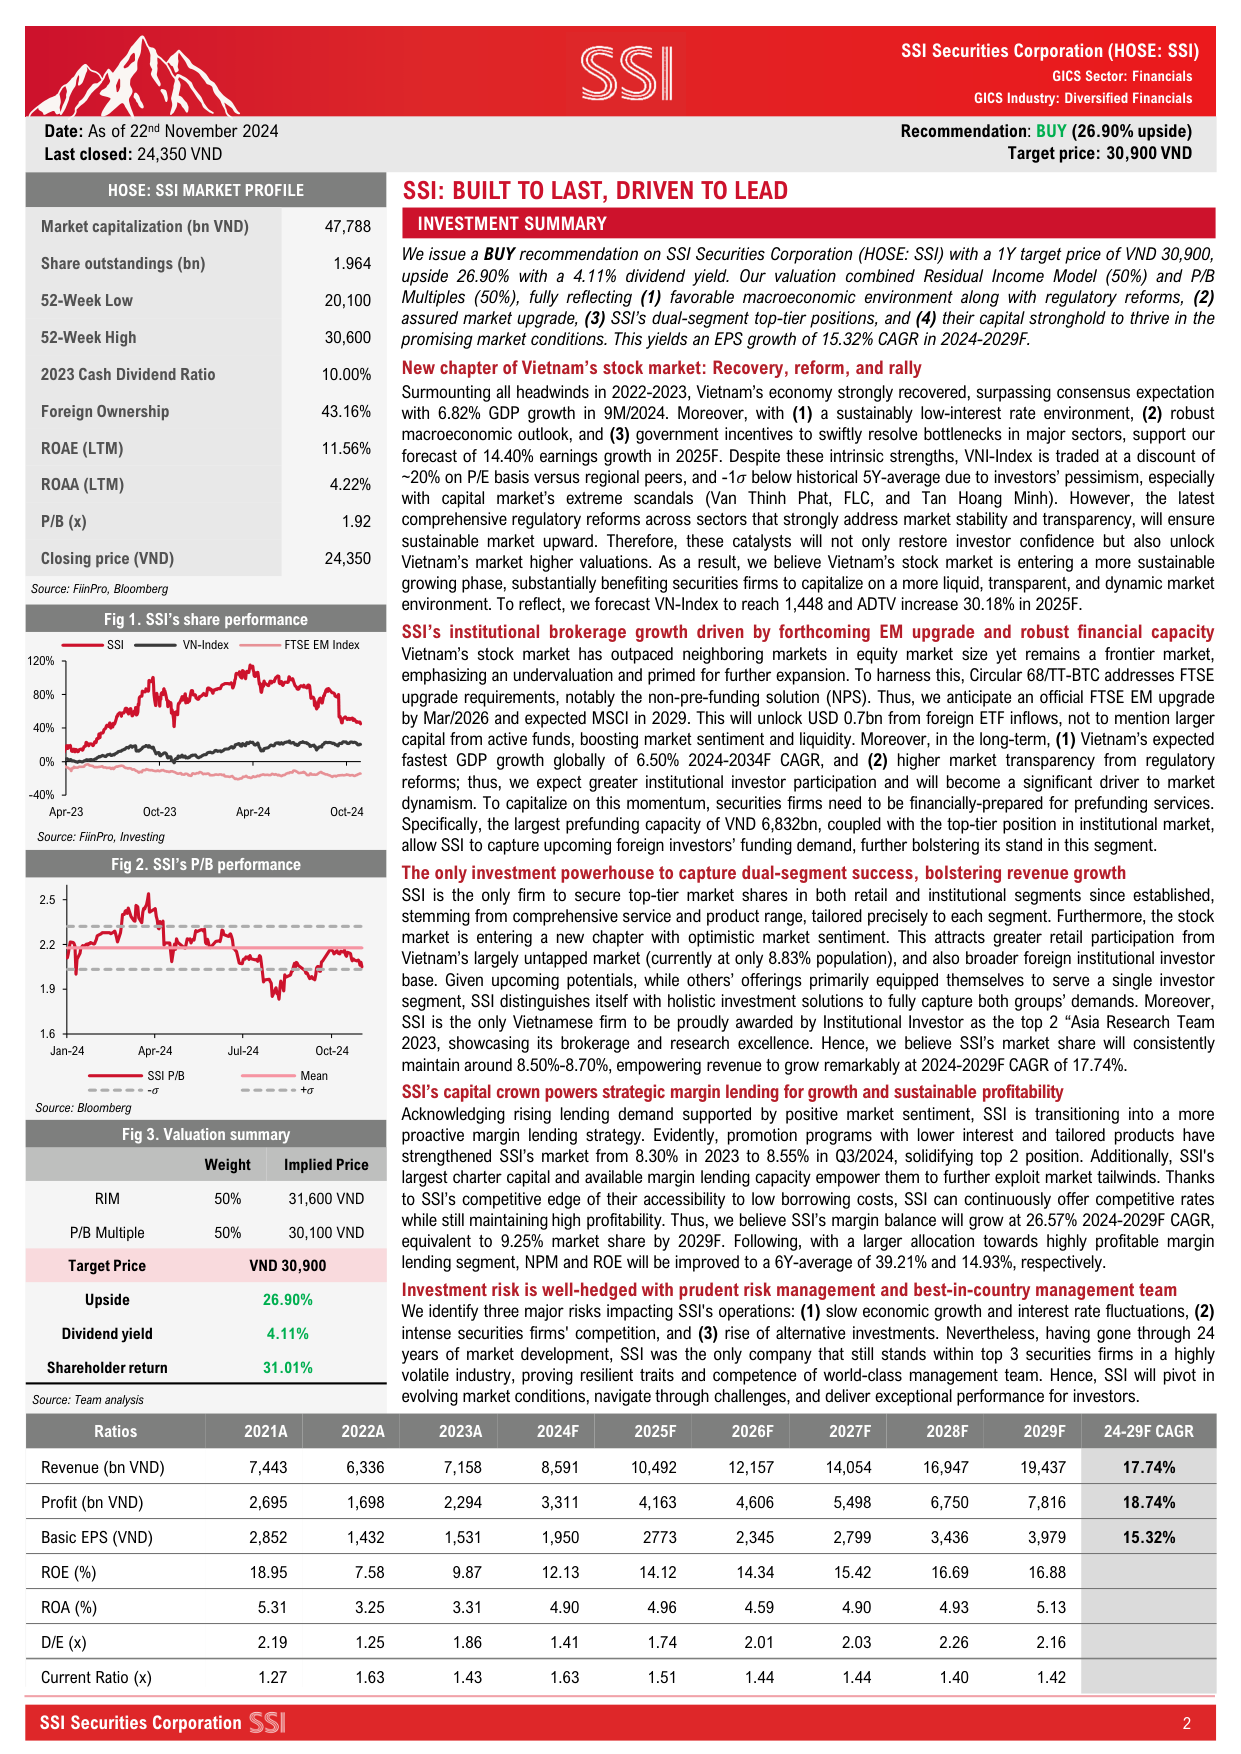 SSI
SSI Securities Corporation (HOSE: SSI)
GICS Sector: Financials
GICS Industry: Diversified Financials
Date: As of 22nd November 2024
Last closed: 24,350 VND
Recommendation: BUY (26.90% upside)
Target price: 30,900 VND
HOSE: SSI MARKET PROFILE
Market capitalization (bn VND) 47,788
Share outstandings (bn) 1.964
52-Week Low 20,100
52-Week High 30,600
2023 Cash Dividend Ratio 10.00%
Foreign Ownership 43.16%
ROAE (LTM) 11.56%
ROAA (LTM) 4.22%
P/B (x) 1.92
Closing price (VND) 24,350
Source: FiinPro, Bloomberg
Fig 1. SSI's share performance
SSI VN-Index FTSE EM Index
120%
80%
40%
0%
-40%
Apr-23 Oct-23 Apr-24 Oct-24
Source: FiinPro, Investing
Fig 2. SSI's P/B performance
2.5
2.2
1.9
1.6
Jan-24 Apr-24 Jul-24 Oct-24
SSI P/B Mean
-σ +σ
Source: Bloomberg
Fig 3. Valuation summary
Weight Implied Price
RIM 50% 31,600 VND
P/B Multiple 50% 30,100 VND
Target Price VND 30,900
Upside 26.90%
Dividend yield 4.11%
Shareholder return 31.01%
Source: Team analysis
SSI: BUILT TO LAST, DRIVEN TO LEAD
INVESTMENT SUMMARY
We issue a BUY recommendation on SSI Securities Corporation (HOSE: SSI) with a 1Y target price of VND 30,900,
upside 26.90% with a 4.11% dividend yield. Our valuation combined Residual Income Model (50%) and P/B
Multiples (50%), fully reflecting (1) favorable macroeconomic environment along with regulatory reforms, (2)
assured market upgrade, (3) SSI's dual-segment top-tier positions, and (4) their capital stronghold to thrive in the
promising market conditions. This yields an EPS growth of 15.32% CAGR in 2024-2029F.
New chapter of Vietnam's stock market: Recovery, reform, and rally
Surmounting all headwinds in 2022-2023, Vietnam's economy strongly recovered, surpassing consensus expectation
with 6.82% GDP growth in 9M/2024. Moreover, with (1) a sustainably low-interest rate environment, (2) robust
macroeconomic outlook, and (3) government incentives to swiftly resolve bottlenecks in major sectors, support our
forecast of 14.40% earnings growth in 2025F. Despite these intrinsic strengths, VNI-Index is traded at a discount of
~20% on P/E basis versus regional peers, and -1σ below historical 5Y-average due to investors' pessimism, especially
with capital market's extreme scandals (Van Thinh Phat, FLC, and Tan Hoang Minh). However, the latest
comprehensive regulatory reforms across sectors that strongly address market stability and transparency, will ensure
sustainable market upward. Therefore, these catalysts will not only restore investor confidence but also unlock
Vietnam's market higher valuations. As a result, we believe Vietnam's stock market is entering a more sustainable
growing phase, substantially benefiting securities firms to capitalize on a more liquid, transparent, and dynamic market
environment. To reflect, we forecast VN-Index to reach 1,448 and ADTV increase 30.18% in 2025F.
SSI's institutional brokerage growth driven by forthcoming EM upgrade and robust financial capacity
Vietnam's stock market has outpaced neighboring markets in equity market size yet remains a frontier market,
emphasizing an undervaluation and primed for further expansion. To harness this, Circular 68/TT-BTC addresses FTSE
upgrade requirements, notably the non-pre-funding solution (NPS). Thus, we anticipate an official FTSE EM upgrade
by Mar/2026 and expected MSCI in 2029. This will unlock USD 0.7bn from foreign ETF inflows, not to mention larger
capital from active funds, boosting market sentiment and liquidity. Moreover, in the long-term, (1) Vietnam's expected
fastest GDP growth globally of 6.50% 2024-2034F CAGR, and (2) higher market transparency from regulatory
reforms; thus, we expect greater institutional investor participation and will become a significant driver to market
dynamism. To capitalize on this momentum, securities firms need to be financially-prepared for prefunding services.
Specifically, the largest prefunding capacity of VND 6,832bn, coupled with the top-tier position in institutional market,
allow SSI to capture upcoming foreign investors' funding demand, further bolstering its stand in this segment.
The only investment powerhouse to capture dual-segment success, bolstering revenue growth
SSI is the only firm to secure top-tier market shares in both retail and institutional segments since established,
stemming from comprehensive service and product range, tailored precisely to each segment. Furthermore, the stock
market is entering a new chapter with optimistic market sentiment. This attracts greater retail participation from
Vietnam's largely untapped market (currently at only 8.83% population), and also broader foreign institutional investor
base. Given upcoming potentials, while others' offerings primarily equipped themselves to serve a single investor
segment, SSI distinguishes itself with holistic investment solutions to fully capture both groups' demands. Moreover,
SSI is the only Vietnamese firm to be proudly awarded by Institutional Investor as the top 2 “Asia Research Team
2023, showcasing its brokerage and research excellence. Hence, we believe SSI's market share will consistently
maintain around 8.50%-8.70%, empowering revenue to grow remarkably at 2024-2029F CAGR of 17.74%.
SSI's capital crown powers strategic margin lending for growth and sustainable profitability
Acknowledging rising lending demand supported by positive market sentiment, SSI is transitioning into a more
proactive margin lending strategy. Evidently, promotion programs with lower interest and tailored products have
strengthened SSI's market from 8.30% in 2023 to 8.55% in Q3/2024, solidifying top 2 position. Additionally, SSI's
largest charter capital and available margin lending capacity empower them to further exploit market tailwinds. Thanks
to SSI's competitive edge of their accessibility to low borrowing costs, SSI can continuously offer competitive rates
while still maintaining high profitability. Thus, we believe SSI's margin balance will grow at 26.57% 2024-2029F CAGR,
equivalent to 9.25% market share by 2029F. Following, with a larger allocation towards highly profitable margin
lending segment, NPM and ROE will be improved to a 6Y-average of 39.21% and 14.93%, respectively.
Investment risk is well-hedged with prudent risk management and best-in-country management team
We identify three major risks impacting SSI's operations: (1) slow economic growth and interest rate fluctuations, (2)
intense securities firms' competition, and (3) rise of alternative investments. Nevertheless, having gone through 24
years of market development, SSI was the only company that still stands within top 3 securities firms in a highly
volatile industry, proving resilient traits and competence of world-class management team. Hence, SSI will pivot in
evolving market conditions, navigate through challenges, and deliver exceptional performance for investors.
Ratios 2021A 2022A 2023A 2024F 2025F 2026F 2027F 2028F 2029F 24-29F CAGR
Revenue (bn VND) 7,443 6,336 7,158 8,591 10,492 12,157 14,054 16,947 19,437 17.74%
Profit (bn VND) 2,695 1,698 2,294 3,311 4,163 4,606 5,498 6,750 7,816 18.74%
Basic EPS (VND) 2,852 1,432 1,531 1,950 2773 2,345 2,799 3,436 3,979 15.32%
ROE (%) 18.95 7.58 9.87 12.13 14.12 14.34 15.42 16.69 16.88
ROA (%) 5.31 3.25 3.31 4.90 4.96 4.59 4.90 4.93 5.13
D/E (x) 2.19 1.25 1.86 1.41 1.74 2.01 2.03 2.26 2.16
Current Ratio (x) 1.27 1.63 1.43 1.63 1.51 1.44 1.44 1.40 1.42
SSI Securities Corporation SSI 2